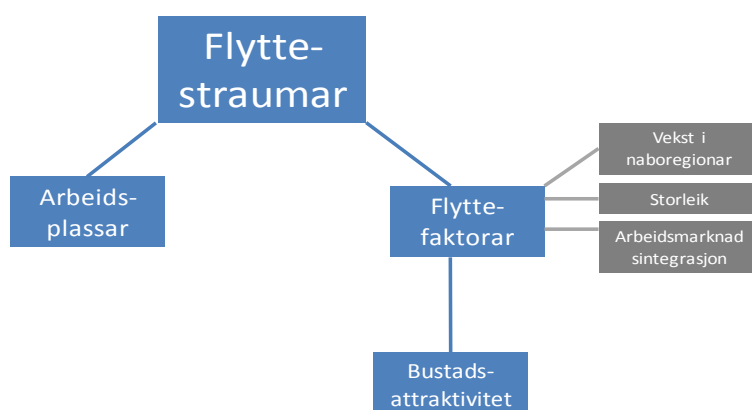 Flytte-
straumar
Arbeids-
plassar
Flytte-
faktorar
Vekst i
naboregionar
Storleik
Arbeidsmarknad
sintegrasjon
Bustads-
attraktivitet